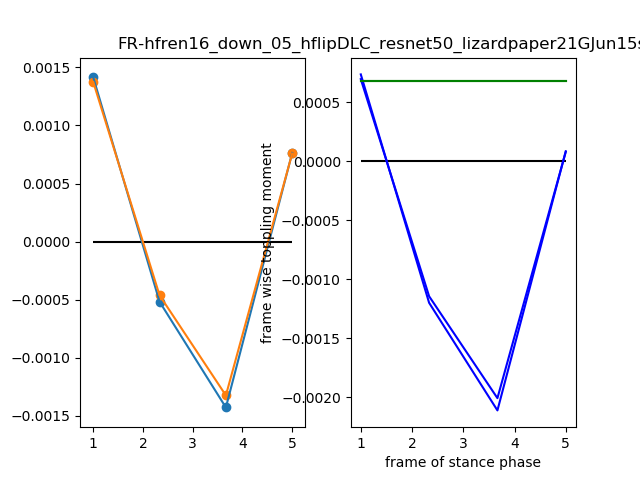 FR-hfren16_down_05_hflipDLC_resnet50_lizardpaper21GJun15s
0.0015
0.0010
0.0005
0.0000
−0.0005
−0.0010
−0.0015
1 2 3 4 5
frame wise toppling moment
0.0005
0.0000
−0.0005
−0.0010
−0.0015
−0.0020
1 2 3 4 5
frame of stance phase